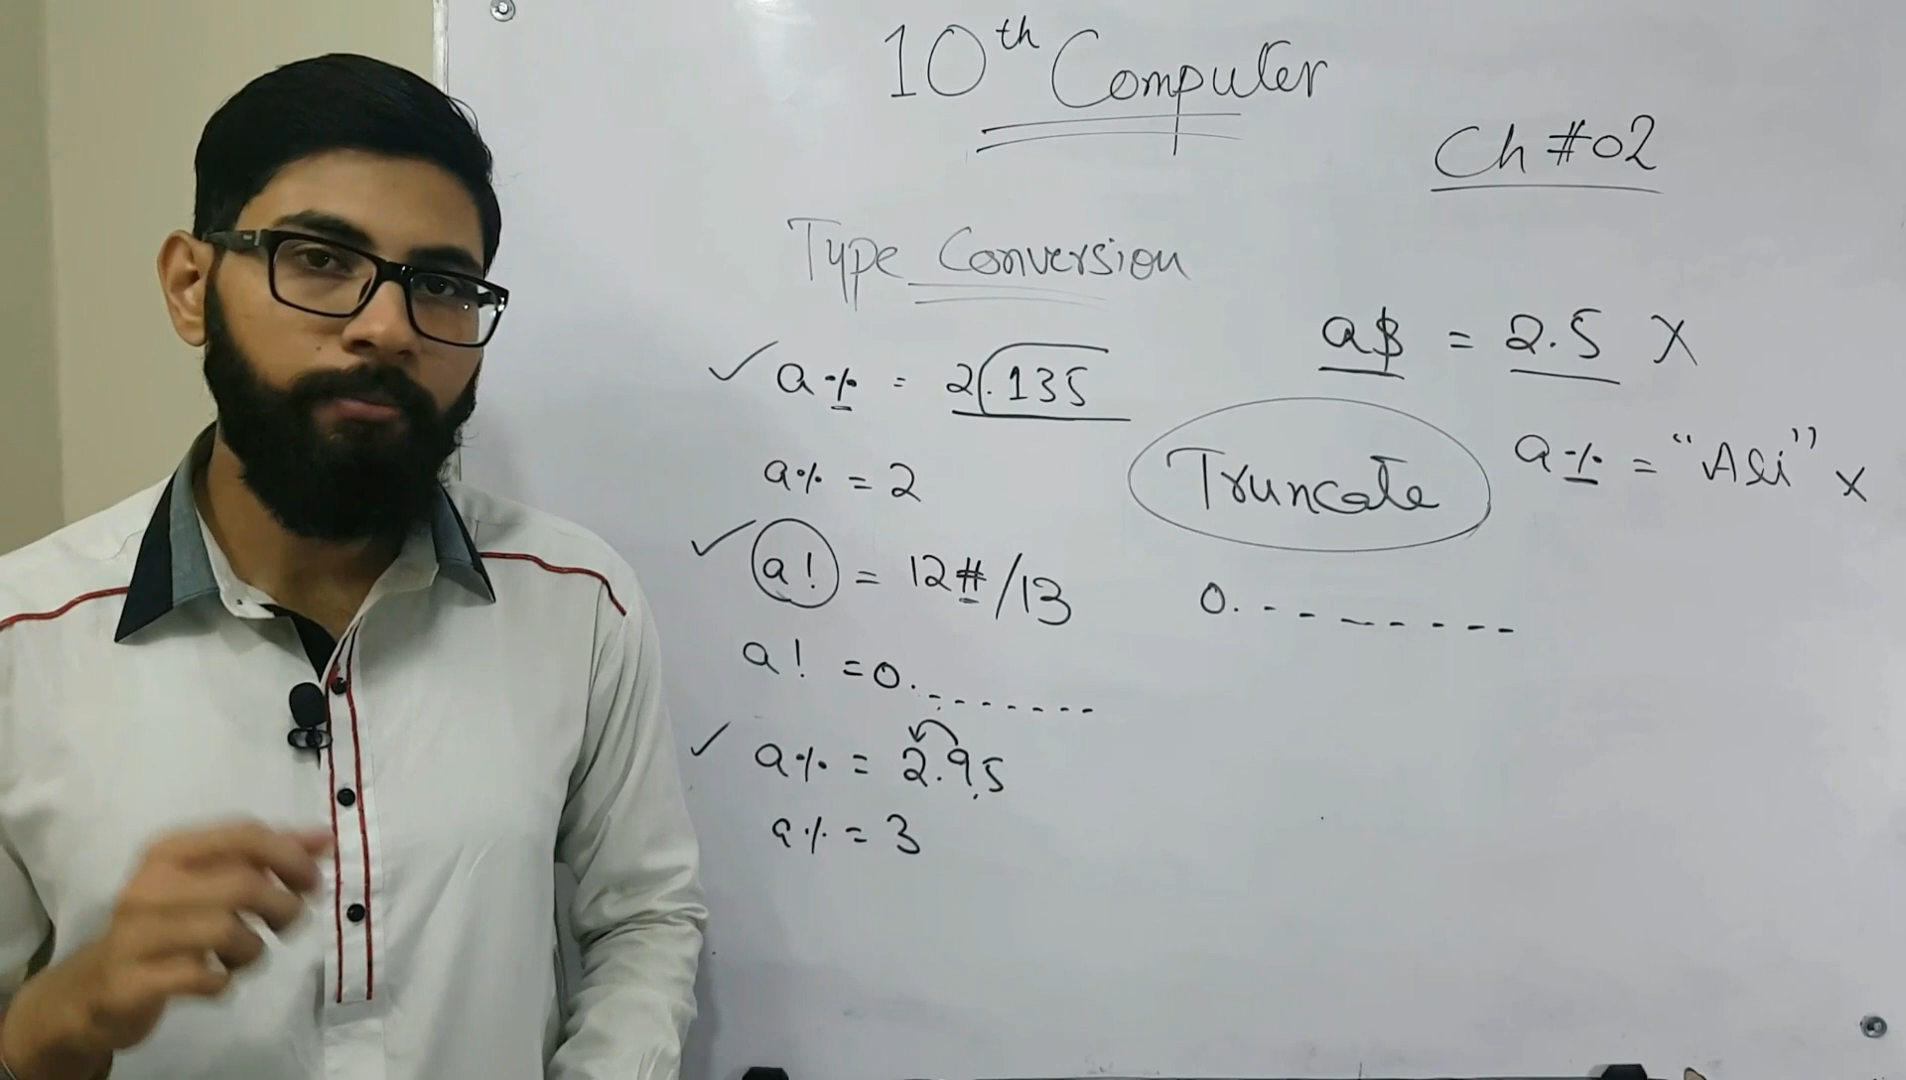 10th Computer
Ch #02
Type Conversion
a% = 2.135
a% = 2
a! = 12#/13
a! = 0. - - - - - - - -
a% = 2.95
a% = 3
a$ = 2.5 X
Truncate
a% = "Ali" X
0. - - - - - - - -